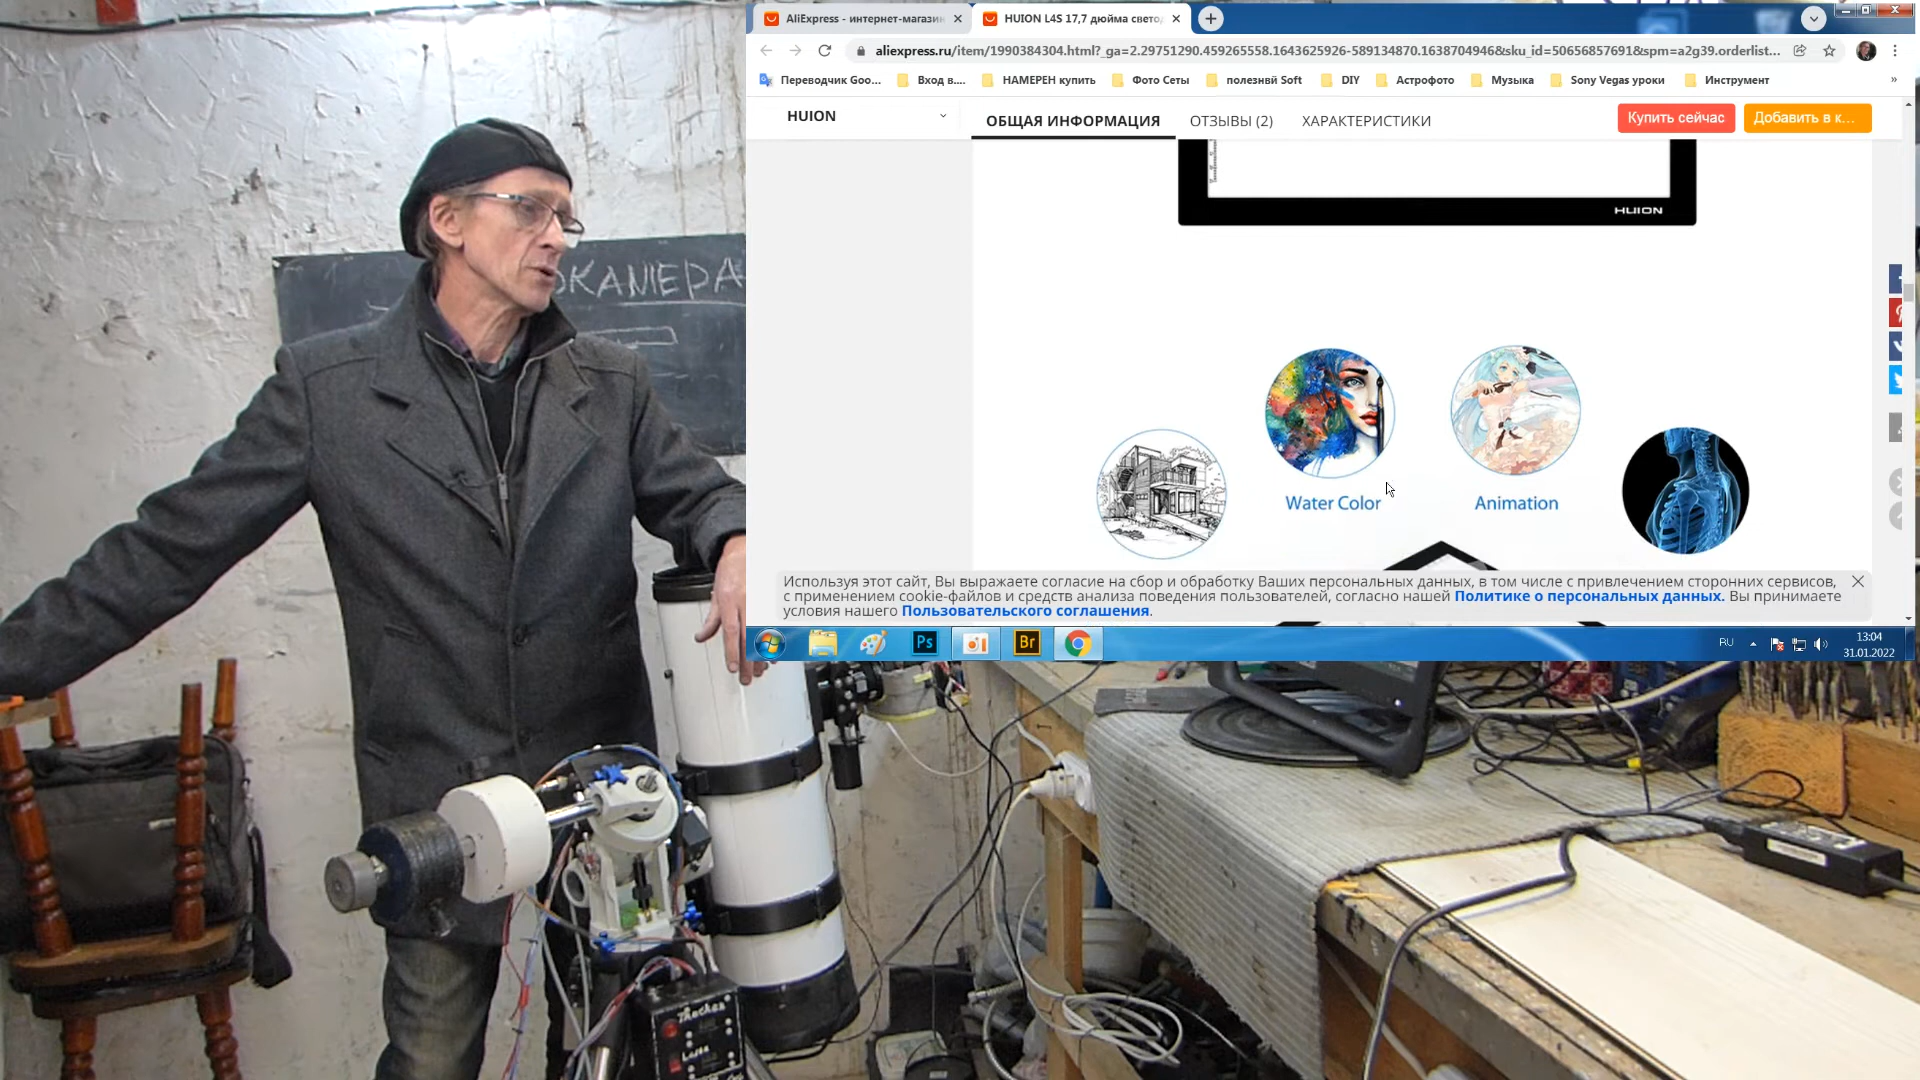 AliExpress - интернет-магазин
HUION L4S 17,7 дюйма свето
aliexpress.ru/item/1990384304.html?_ga=2.29751290.459265558.1643625926-589134870.1638704946&sku_id=50656857691&spm=a2g39.orderlist...
Переводчик Goo...
Вход в....
НАМЕРЕН купить
Фото Сеты
полезнвй Soft
DIY
Астрофото
Музыка
Sony Vegas уроки
Инструмент
»
HUION
ОБЩАЯ ИНФОРМАЦИЯ
ОТЗЫВЫ (2)
ХАРАКТЕРИСТИКИ
Купить сейчас
Добавить в к...
HUION
ОКАМЕРА
Water Color
Animation
Используя этот сайт, Вы выражаете согласие на сбор и обработку Ваших персональных данных, в том числе с привлечением сторонних сервисов,
с применением cookie-файлов и средств анализа поведения пользователей, согласно нашей Политике о персональных данных. Вы принимаете
условия нашего Пользовательского соглашения.
Ps
Br
RU
13:04
31.01.2022